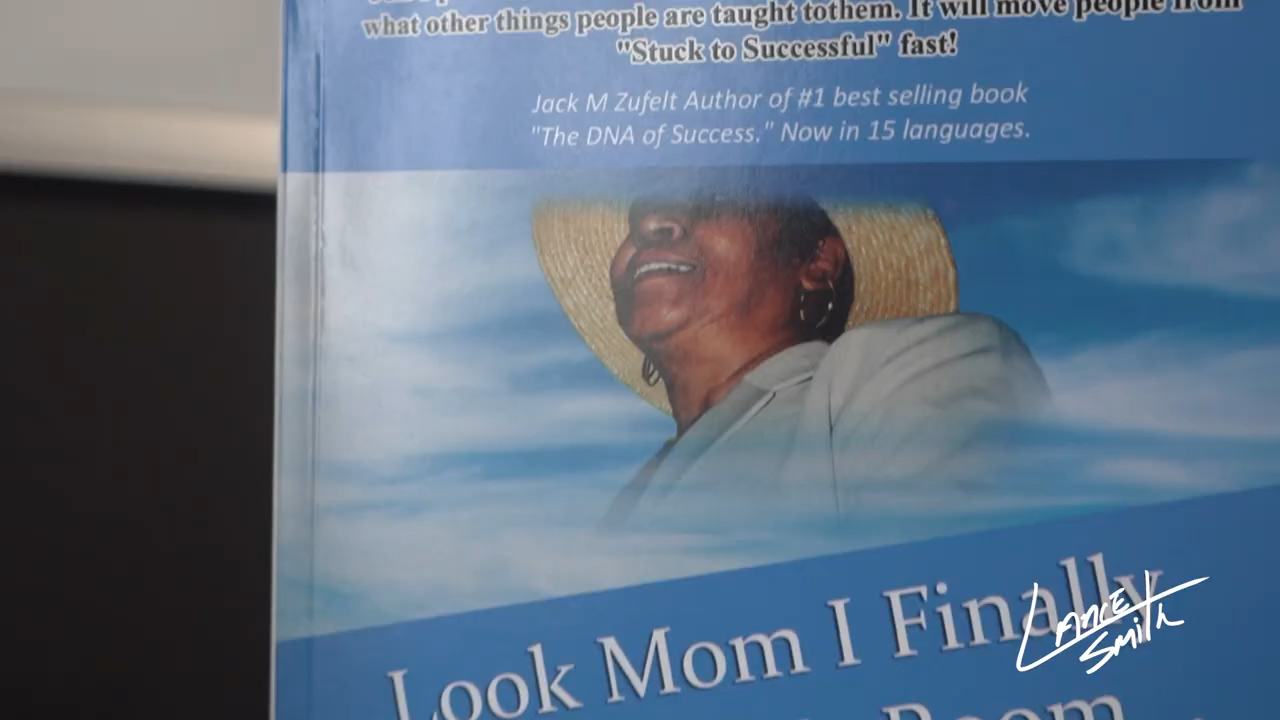 what other things people are taught tothem. It will move people from
"Stuck to Successful" fast!
Jack M Zufelt Author of #1 best selling book
"The DNA of Success." Now in 15 languages.
Look Mom I Finally
Room
Lance
Smith